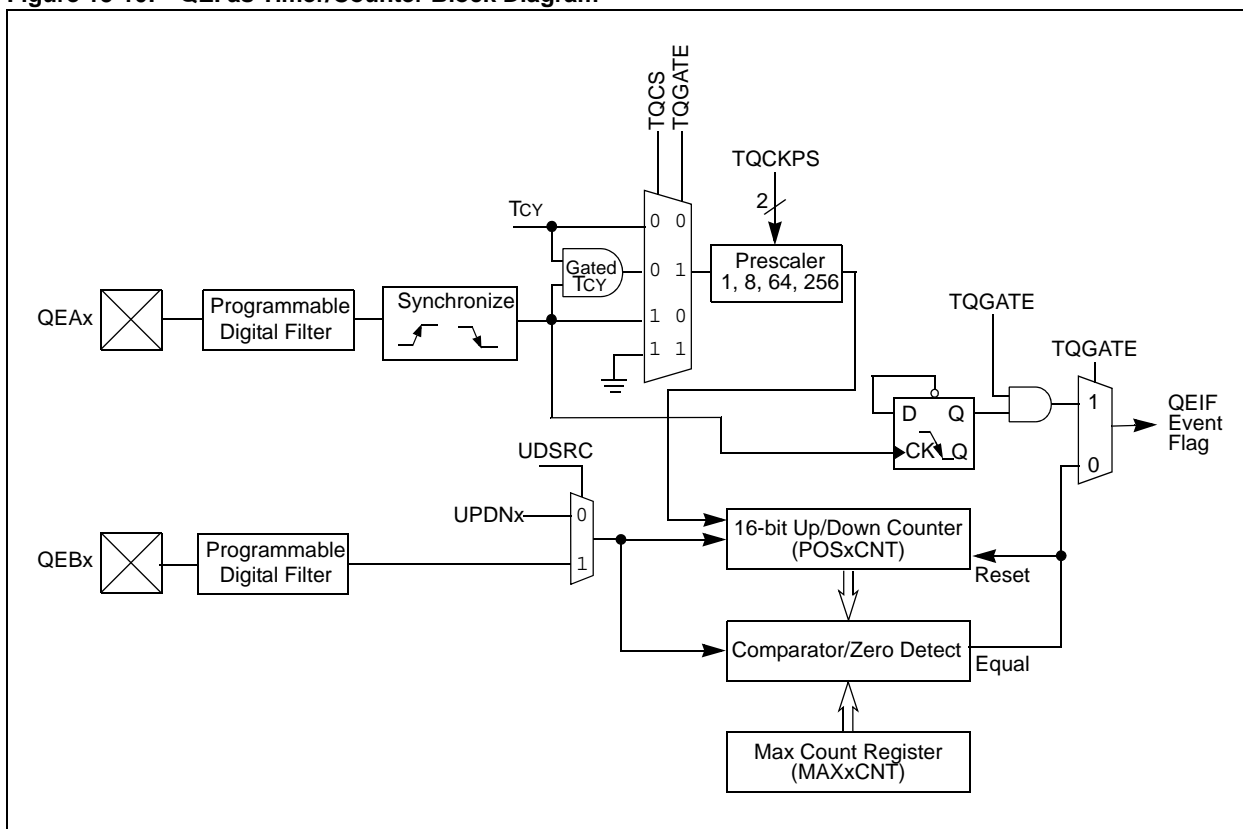 Figure 15-10: QEI as Timer/Counter Block Diagram
TQCS
TQGATE
TQCKPS
2
TCY
0 0
Gated
TCY
0 1
1 0
1 1
Prescaler
1, 8, 64, 256
QEAx
Programmable
Digital Filter
Synchronize
TQGATE
TQGATE
D Q
CK Q
1
0
QEIF
Event
Flag
UDSRC
UPDNx
0
1
QEBx
Programmable
Digital Filter
16-bit Up/Down Counter
(POSxCNT)
Reset
Comparator/Zero Detect
Equal
Max Count Register
(MAXxCNT)